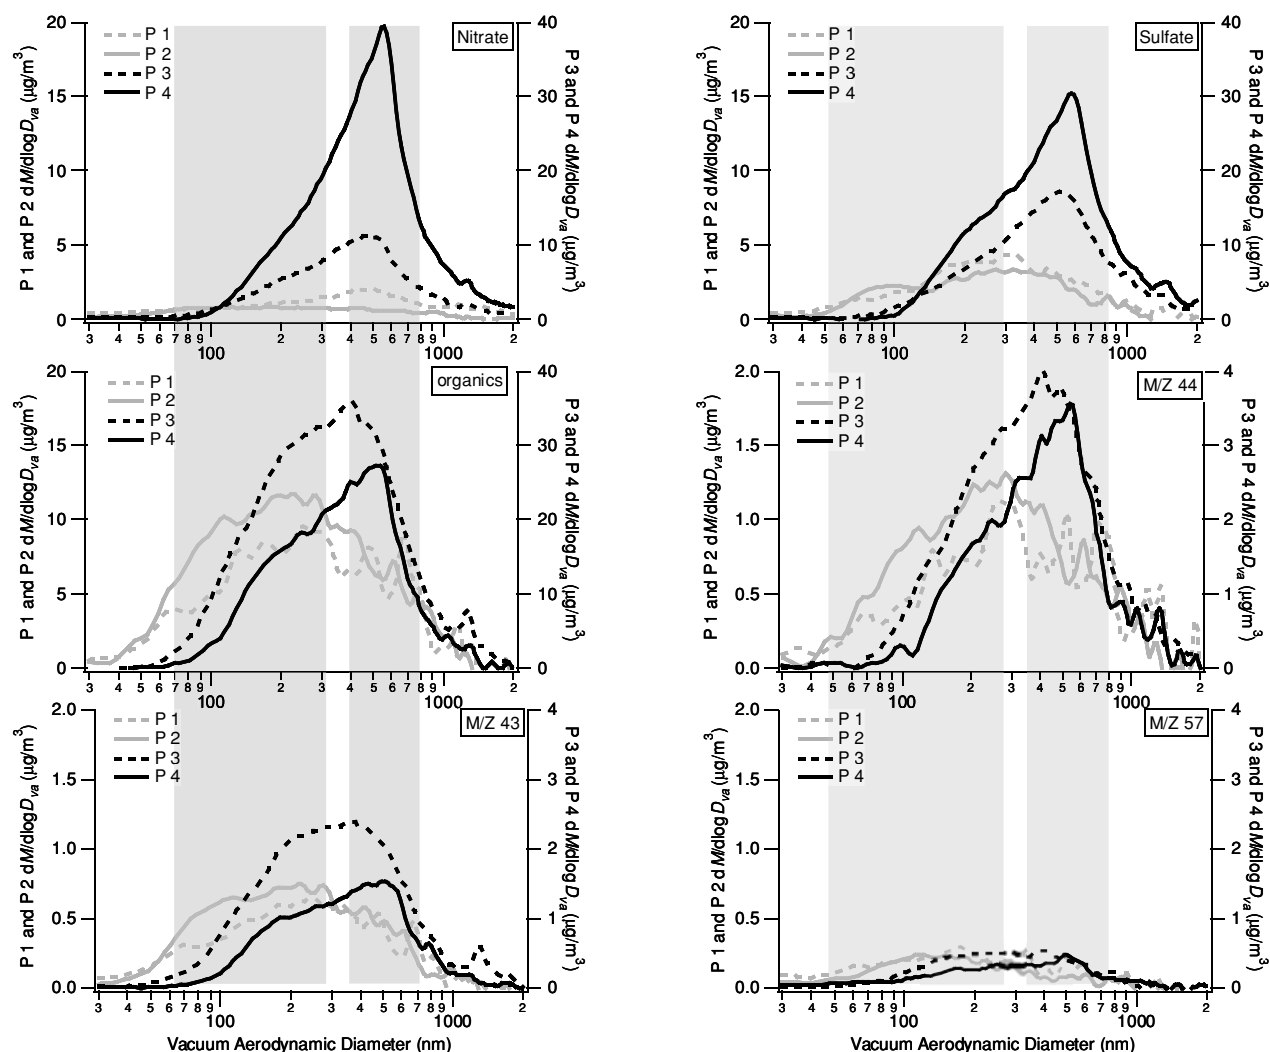 Nitrate
P 1
P 2
P 3
P 4
P 1 and P 2 dM/dlogDva (µg/m3)
20
15
10
5
0
P 3 and P 4 dM/dlogDva (µg/m3)
40
30
20
10
0
3 4 5 6 7 8 9 100 2 3 4 5 6 7 8 9 1000 2
Sulfate
P 1
P 2
P 3
P 4
P 1 and P 2 dM/dlogDva (µg/m3)
20
15
10
5
0
P 3 and P 4 dM/dlogDva (µg/m3)
40
30
20
10
0
3 4 5 6 7 8 9 100 2 3 4 5 6 7 8 9 1000 2
organics
P 1
P 2
P 3
P 4
P 1 and P 2 dM/dlogDva (µg/m3)
20
15
10
5
0
P 3 and P 4 dM/dlogDva (µg/m3)
40
30
20
10
0
3 4 5 6 7 8 9 100 2 3 4 5 6 7 8 9 1000 2
M/Z 44
P 1
P 2
P 3
P 4
P 1 and P 2 dM/dlogDva (µg/m3)
2.0
1.5
1.0
0.5
0.0
P 3 and P 4 dM/dlogDva (µg/m3)
4
3
2
1
0
3 4 5 6 7 8 9 100 2 3 4 5 6 7 8 9 1000 2
M/Z 43
P 1
P 2
P 3
P 4
P 1 and P 2 dM/dlogDva (µg/m3)
2.0
1.5
1.0
0.5
0.0
P 3 and P 4 dM/dlogDva (µg/m3)
4
3
2
1
0
3 4 5 6 7 8 9 100 2 3 4 5 6 7 8 9 1000 2
Vacuum Aerodynamic Diameter (nm)
M/Z 57
P 1
P 2
P 3
P 4
P 1 and P 2 dM/dlogDva (µg/m3)
2.0
1.5
1.0
0.5
0.0
P 3 and P 4 dM/dlogDva (µg/m3)
4
3
2
1
0
3 4 5 6 7 8 9 100 2 3 4 5 6 7 8 9 1000 2
Vacuum Aerodynamic Diameter (nm)